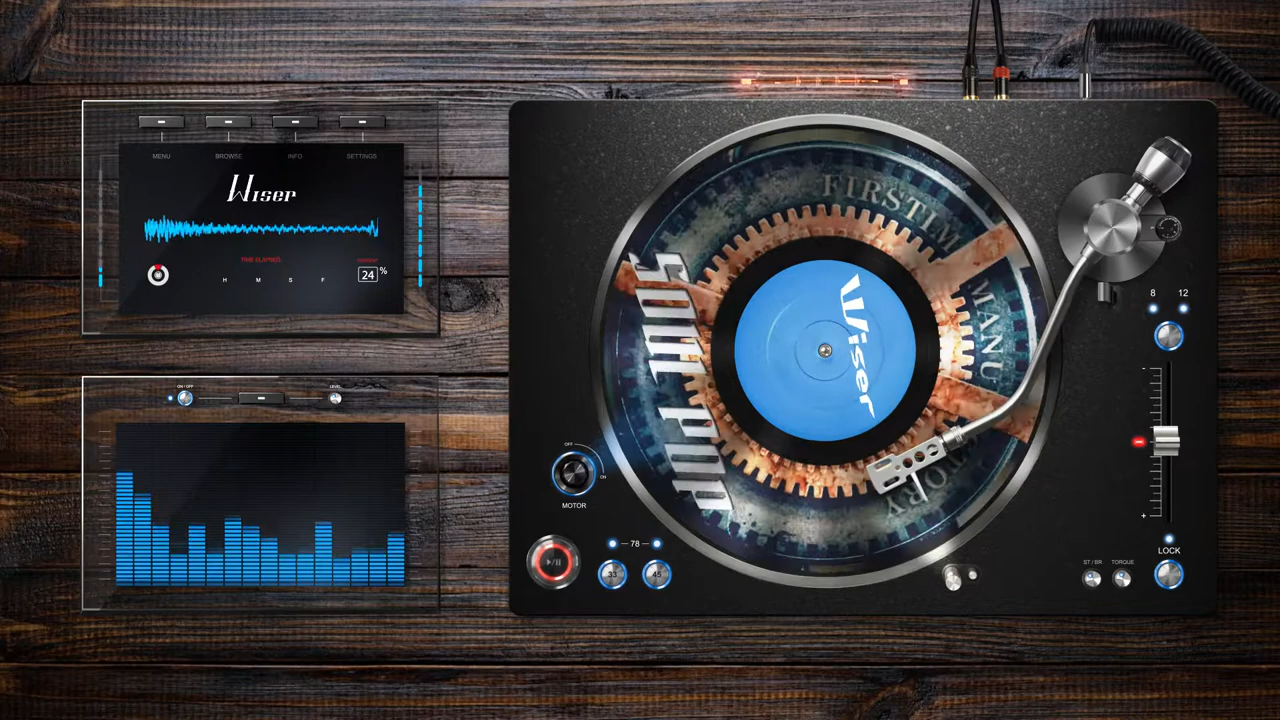 MENU BROWSE INFO SETTINGS
Wiser
TIME ELAPSED
H M S F
24 %
ON / OFF
LEVEL
FIRSTIM
MANU
ORY
SOUL POP
Wiser
8 12
OFF
ON
MOTOR
78
33 45
- 
+
LOCK
ST / BR TORQUE